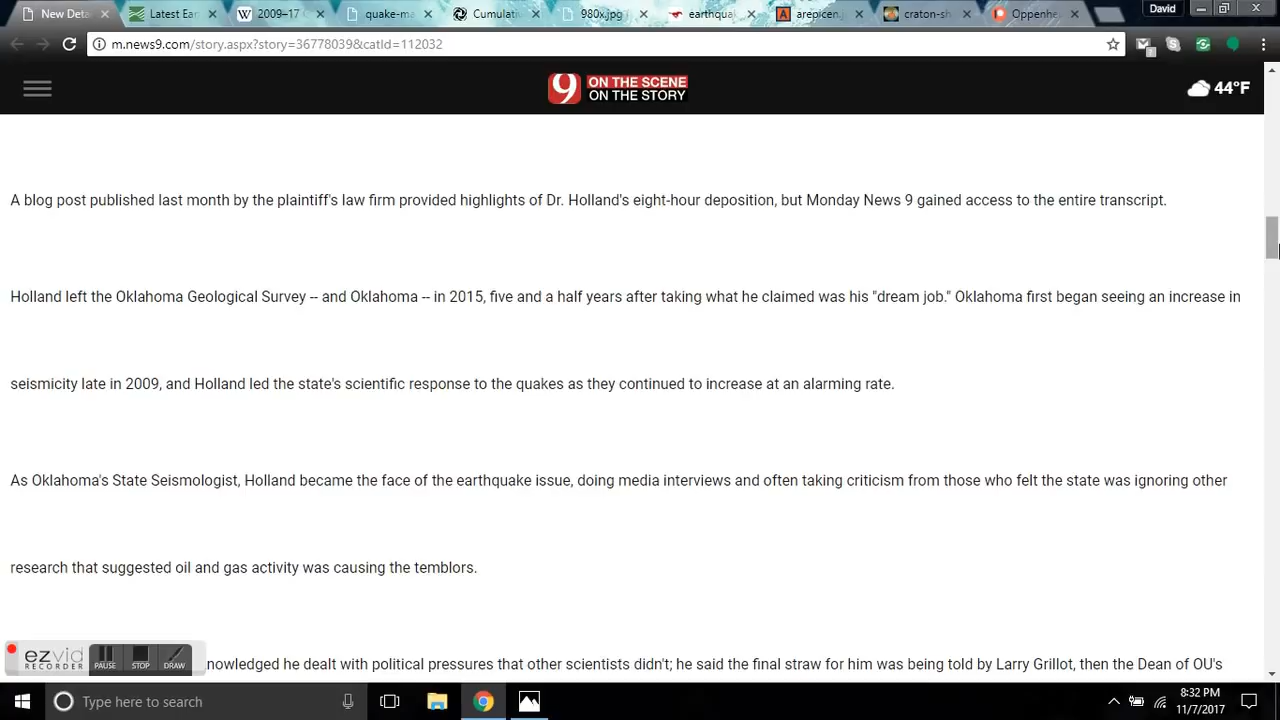 New Deta
Latest Ear
2009–17
quake-ma
Cumulati
980x.jpg
earthquak
arepicen.j
craton-sh
Oppenhe
David
m.news9.com/story.aspx?story=36778039&catId=112032
9 ON THE SCENE
ON THE STORY
44°F
A blog post published last month by the plaintiff's law firm provided highlights of Dr. Holland's eight-hour deposition, but Monday News 9 gained access to the entire transcript.
Holland left the Oklahoma Geological Survey -- and Oklahoma -- in 2015, five and a half years after taking what he claimed was his "dream job." Oklahoma first began seeing an increase in
seismicity late in 2009, and Holland led the state's scientific response to the quakes as they continued to increase at an alarming rate.
As Oklahoma's State Seismologist, Holland became the face of the earthquake issue, doing media interviews and often taking criticism from those who felt the state was ignoring other
research that suggested oil and gas activity was causing the temblors.
nowledged he dealt with political pressures that other scientists didn't; he said the final straw for him was being told by Larry Grillot, then the Dean of OU's
ezvid
RECORDER
PAUSE
STOP
DRAW
Type here to search
8:32 PM
11/7/2017